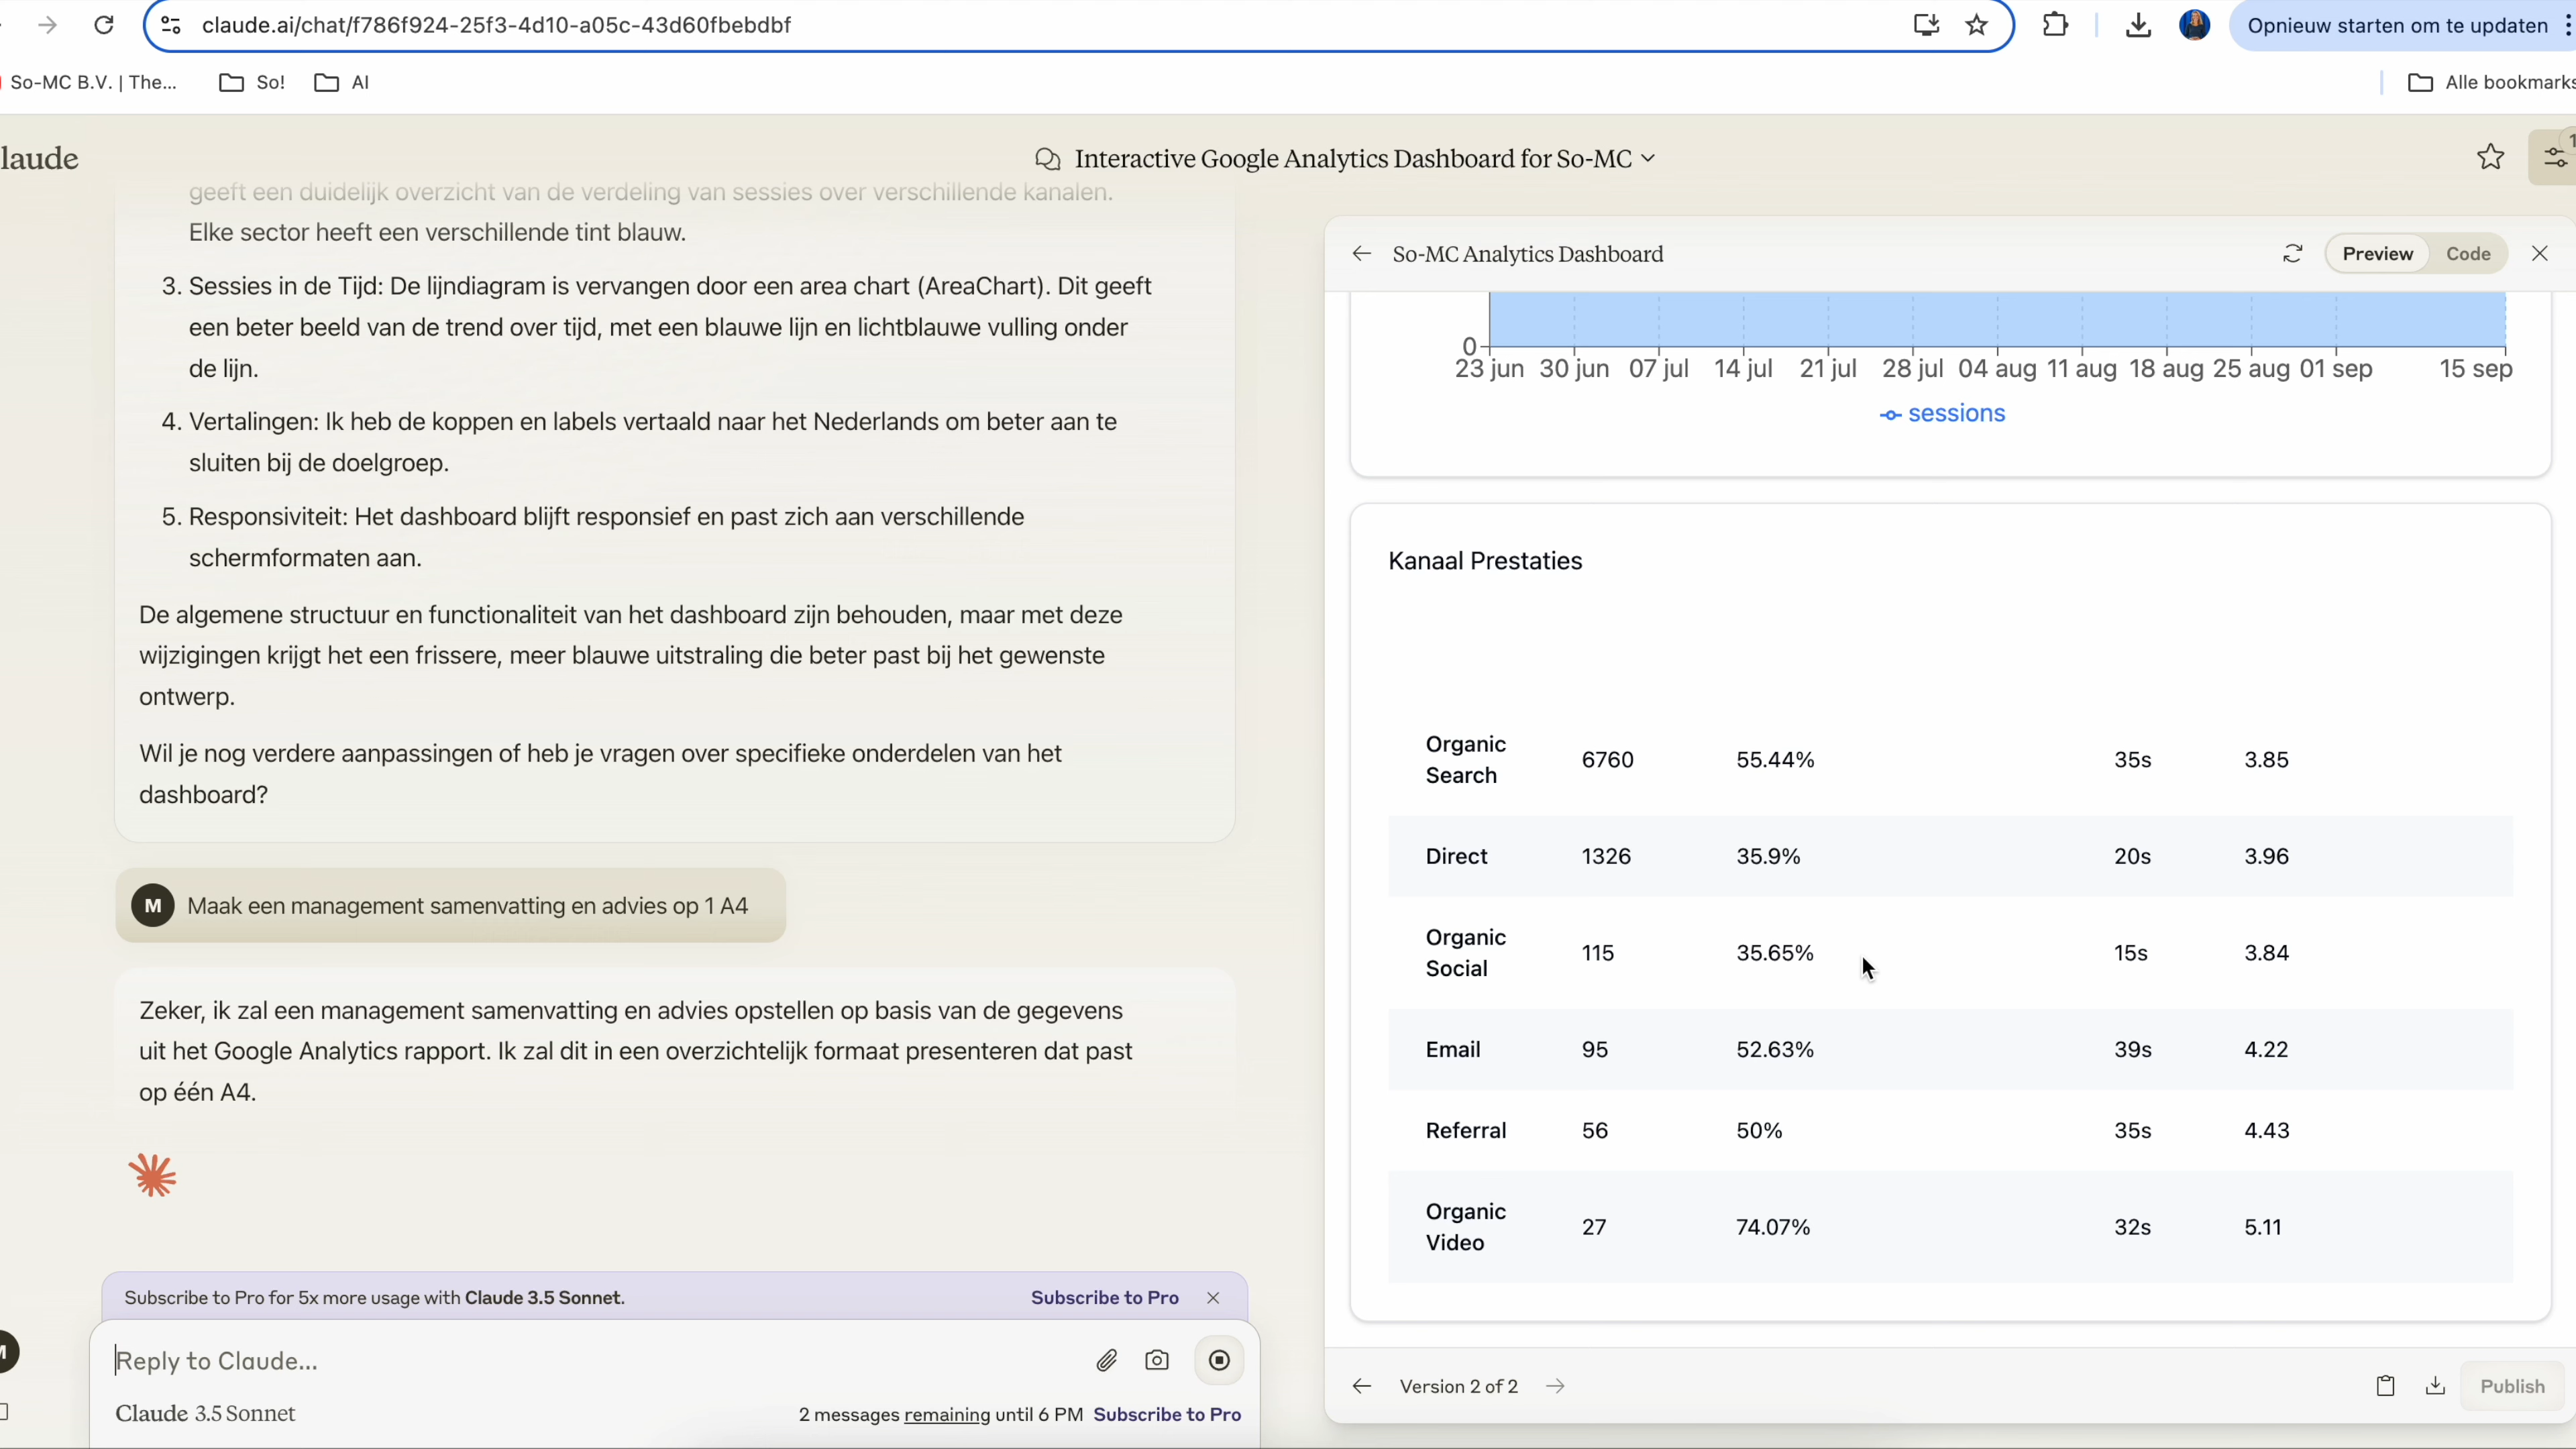 claude.ai/chat/f786f924-25f3-4d10-a05c-43d60fbebdbf
Opnieuw starten om te updaten
So-MC B.V. | The...
So!
AI
Alle bookmarks
laude
Interactive Google Analytics Dashboard for So-MC
1
geeft een duidelijk overzicht van de verdeling van sessies over verschillende kanalen.
Elke sector heeft een verschillende tint blauw.
3. Sessies in de Tijd: De lijndiagram is vervangen door een area chart (AreaChart). Dit geeft
een beter beeld van de trend over tijd, met een blauwe lijn en lichtblauwe vulling onder
de lijn.
4. Vertalingen: Ik heb de koppen en labels vertaald naar het Nederlands om beter aan te
sluiten bij de doelgroep.
5. Responsiviteit: Het dashboard blijft responsief en past zich aan verschillende
schermformaten aan.
De algemene structuur en functionaliteit van het dashboard zijn behouden, maar met deze
wijzigingen krijgt het een frissere, meer blauwe uitstraling die beter past bij het gewenste
ontwerp.
Wil je nog verdere aanpassingen of heb je vragen over specifieke onderdelen van het
dashboard?
M Maak een management samenvatting en advies op 1 A4
Zeker, ik zal een management samenvatting en advies opstellen op basis van de gegevens
uit het Google Analytics rapport. Ik zal dit in een overzichtelijk formaat presenteren dat past
op één A4.
Subscribe to Pro for 5x more usage with Claude 3.5 Sonnet.
Subscribe to Pro
M
Reply to Claude...
Claude 3.5 Sonnet
2 messages remaining until 6 PM Subscribe to Pro
So-MC Analytics Dashboard
Preview
Code
0
23 jun 30 jun 07 jul 14 jul 21 jul 28 jul 04 aug 11 aug 18 aug 25 aug 01 sep 15 sep
sessions
Kanaal Prestaties
Organic
Search
6760 55.44% 35s 3.85
Direct 1326 35.9% 20s 3.96
Organic
Social
115 35.65% 15s 3.84
Email 95 52.63% 39s 4.22
Referral 56 50% 35s 4.43
Organic
Video
27 74.07% 32s 5.11
Version 2 of 2
Publish